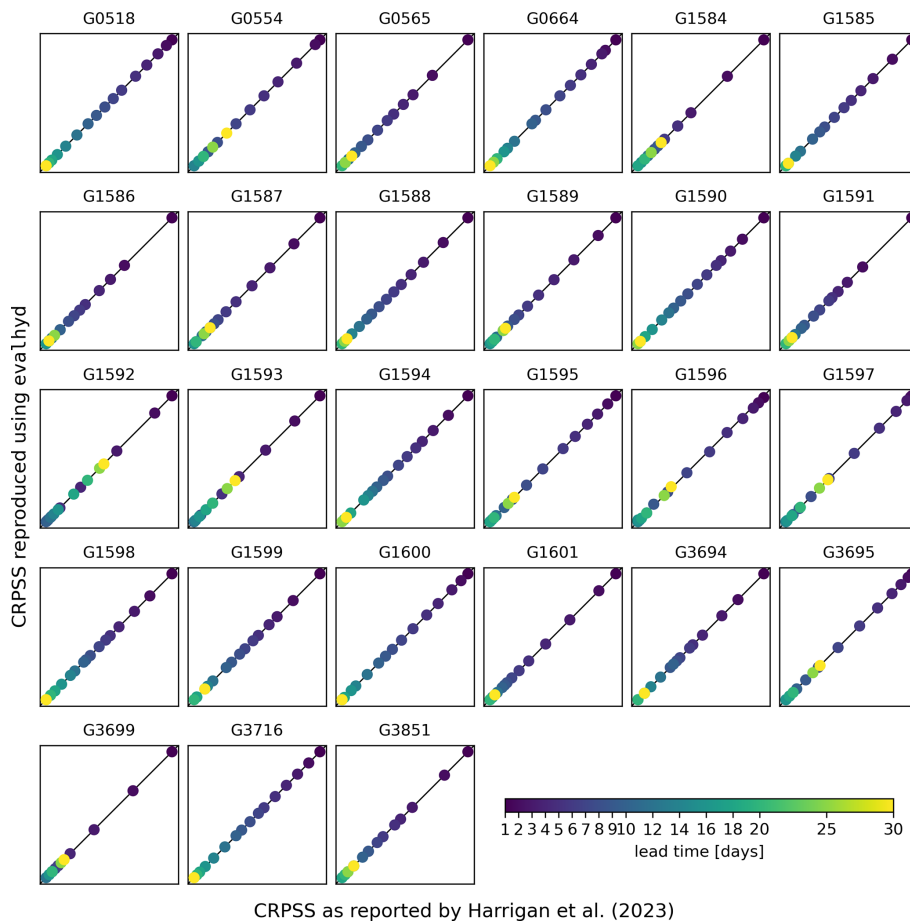 G0518 G0554 G0565 G0664 G1584 G1585
G1586 G1587 G1588 G1589 G1590 G1591
CRPSS reproduced using evalhyd
G1592 G1593 G1594 G1595 G1596 G1597
G1598 G1599 G1600 G1601 G3694 G3695
G3699 G3716 G3851
1 2 3 4 5 6 7 8 9 10 12 14 16 18 20 25 30
lead time [days]
CRPSS as reported by Harrigan et al. (2023)